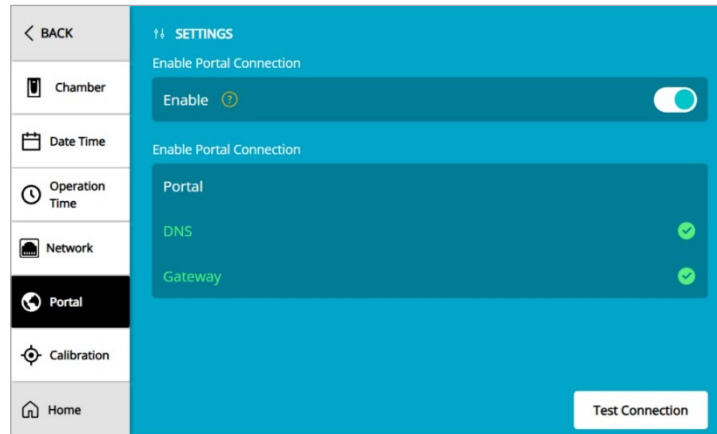 BACK
Chamber
Date Time
Operation
Time
Network
Portal
Calibration
Home
SETTINGS
Enable Portal Connection
Enable ?
Enable Portal Connection
Portal
DNS
Gateway
Test Connection